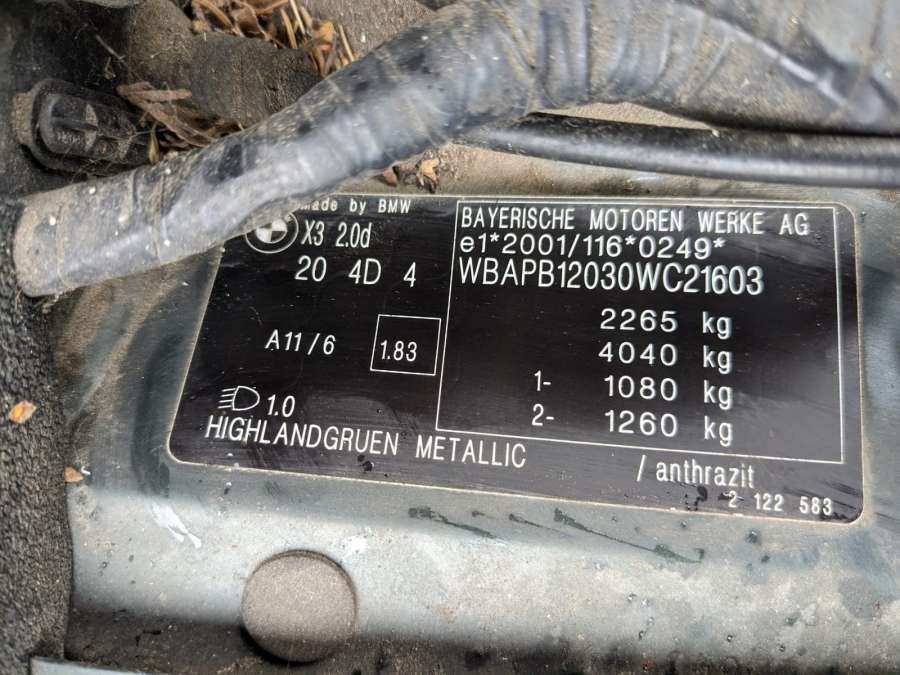 made by BMW
X3 2.0d
20 4D 4
A11/6
1.83
1.0
HIGHLANDGRUEN METALLIC
BAYERISCHE MOTOREN WERKE AG
e1*2001/116*0249*
WBAPB12030WC21603
2265 kg
4040 kg
1- 1080 kg
2- 1260 kg
/ anthrazit
2 122 583